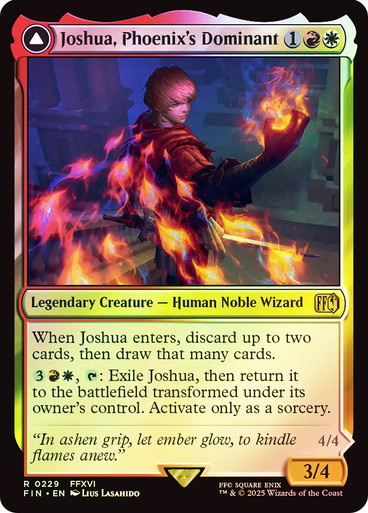 Joshua, Phoenix's Dominant 1
Legendary Creature — Human Noble Wizard
FFXVI
When Joshua enters, discard up to two
cards, then draw that many cards.
3, : Exile Joshua, then return it
to the battlefield transformed under its
owner's control. Activate only as a sorcery.
"In ashen grip, let ember glow, to kindle
flames anew."
4/4
3/4
R 0229 FFXVI
FIN • EN Lius Lasahido
FF© SQUARE ENIX
™ & © 2025 Wizards of the Coast